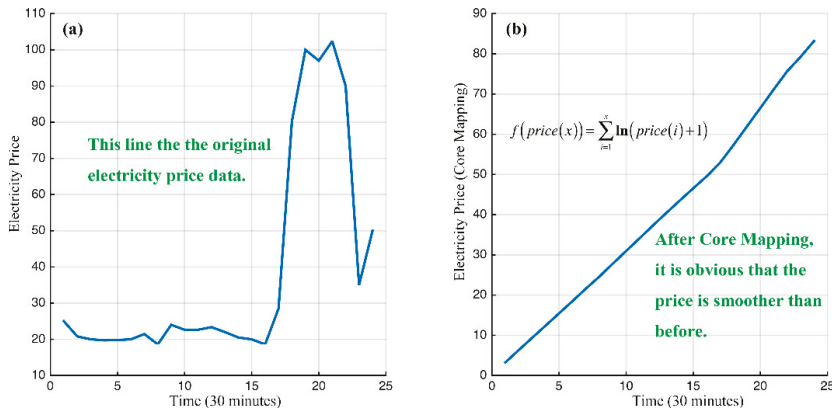 (a)
110
100
90
80
70
60
50
40
30
20
10
Electricity Price
This line the the original
electricity price data.
0
5
10
15
20
25
Time (30 minutes)
(b)
90
80
70
60
50
40
30
20
10
0
Electricity Price (Core Mapping)
f(price(x))=∑_{i=1}^{x} ln(price(i)+1)
After Core Mapping,
it is obvious that the
price is smoother than
before.
0
5
10
15
20
25
Time (30 minutes)